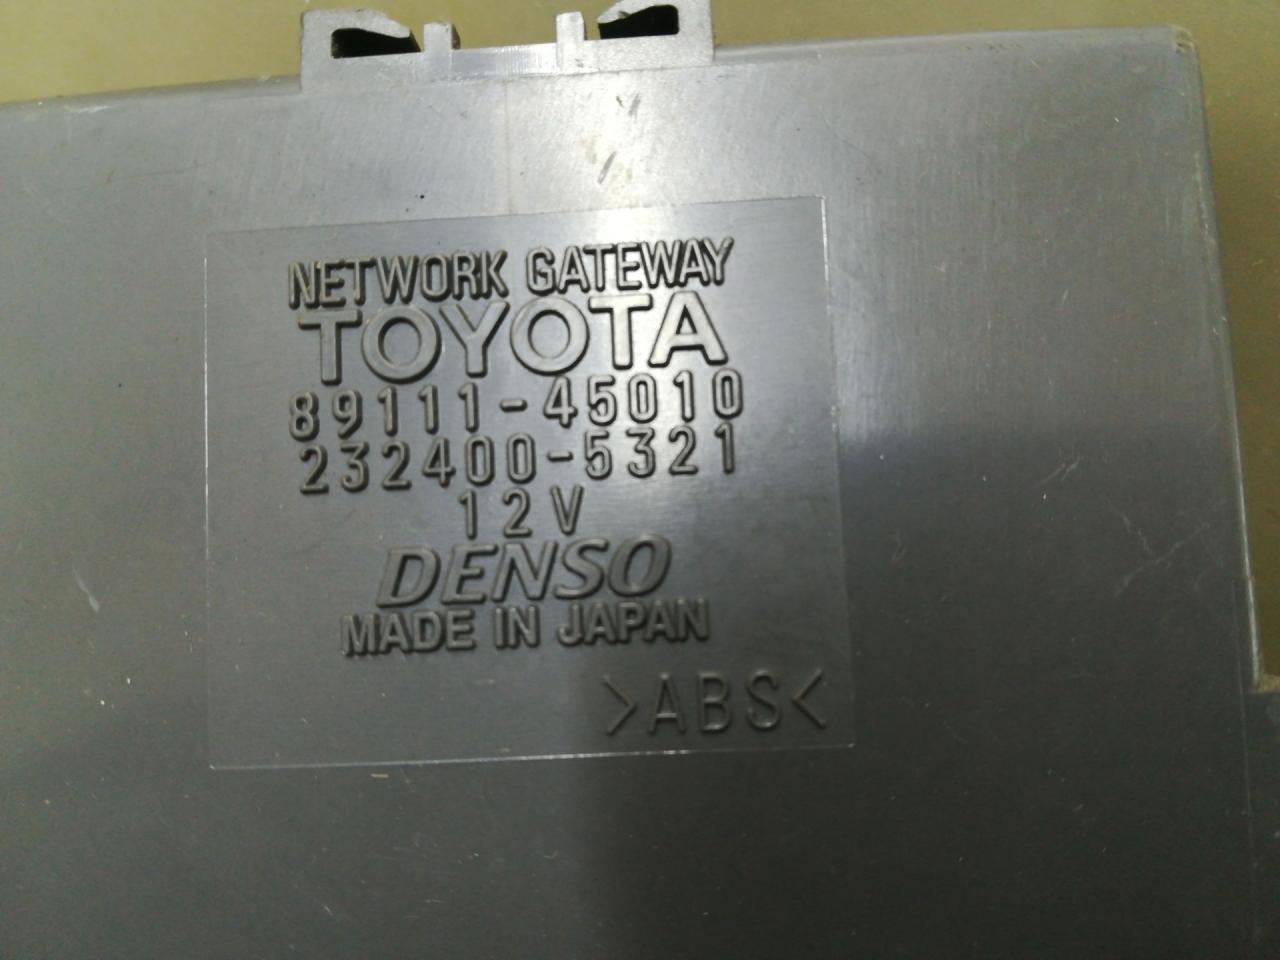 NETWORK GATEWAY
TOYOTA
89111-45010
232400-5321
12V
DENSO
MADE IN JAPAN
>ABS<